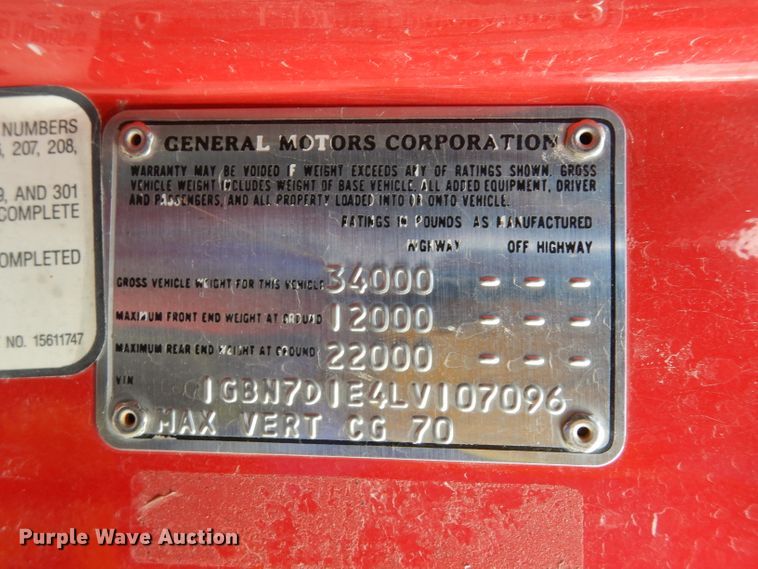 NUMBERS
207, 208,
AND 301
COMPLETE
OMPLETED
NO. 15611747
GENERAL MOTORS CORPORATION
WARRANTY MAY BE VOIDED IF WEIGHT EXCEEDS ANY OF RATINGS SHOWN. GROSS
VEHICLE WEIGHT INCLUDES WEIGHT OF BASE VEHICLE, ALL ADDED EQUIPMENT, DRIVER
AND PASSENGERS, AND ALL PROPERTY LOADED INTO OR ONTO VEHICLE.
RATINGS IN POUNDS AS MANUFACTURED
HIGHWAY OFF HIGHWAY
GROSS VEHICLE WEIGHT FOR THIS VEHICLE 34000 - - -
MAXIMUM FRONT END WEIGHT AT GROUND 12000 - - -
MAXIMUM REAR END WEIGHT AT GROUND 22000 - - -
VIN 1GBN7D1E4LV107096
MAX VERT CG 70
Purple Wave Auction